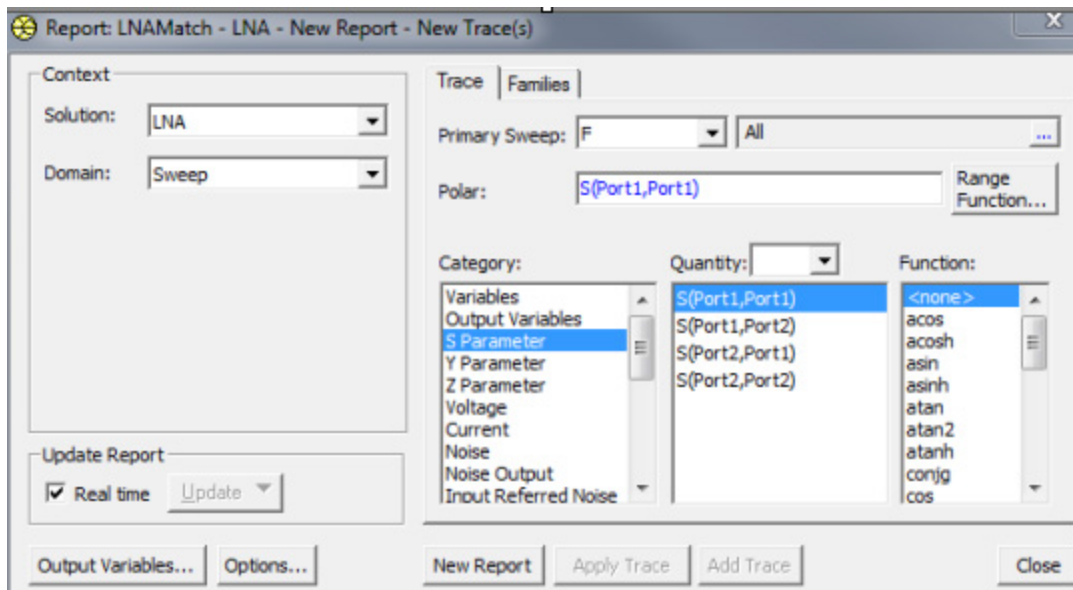 Report: LNAMatch - LNA - New Report - New Trace(s)
X
Context
Solution: LNA
Domain: Sweep
Update Report
Real time Update
Output Variables... Options...
Trace Families
Primary Sweep: F All ...
Polar: S(Port1,Port1) Range
Function...
Category: Quantity: Function:
Variables
Output Variables
S Parameter
Y Parameter
Z Parameter
Voltage
Current
Noise
Noise Output
Input Referred Noise
S(Port1,Port1)
S(Port1,Port2)
S(Port2,Port1)
S(Port2,Port2)
<none>
acos
acosh
asin
asinh
atan
atan2
atanh
conjg
cos
New Report Apply Trace Add Trace Close